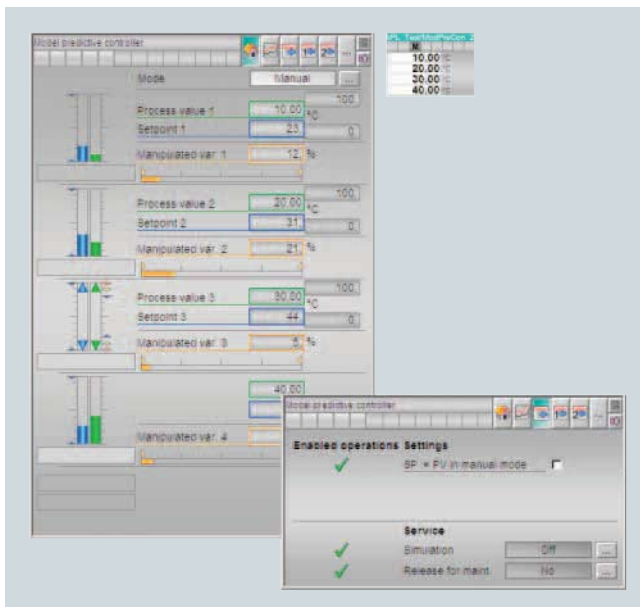 Model predictive controller
1 2 ...
Mode Manual ...
100.
Process value 1 10.00 °C
Setpoint 1 23. 0.
Manipulated var. 1 12. %
100.
Process value 2 20.00 °C
Setpoint 2 31. 0.
Manipulated var. 2 21. %
100.
Process value 3 30.00 °C
Setpoint 3 44. 0.
Manipulated var. 3 %
40.00
Manipulated var. 4
10.00 °C
20.00 °C
30.00 °C
40.00 °C
Model predictive controller
1 2 ...
Enabled operations Settings
SP = PV in manual mode
Service
Simulation Off ...
Release for maint. No ...